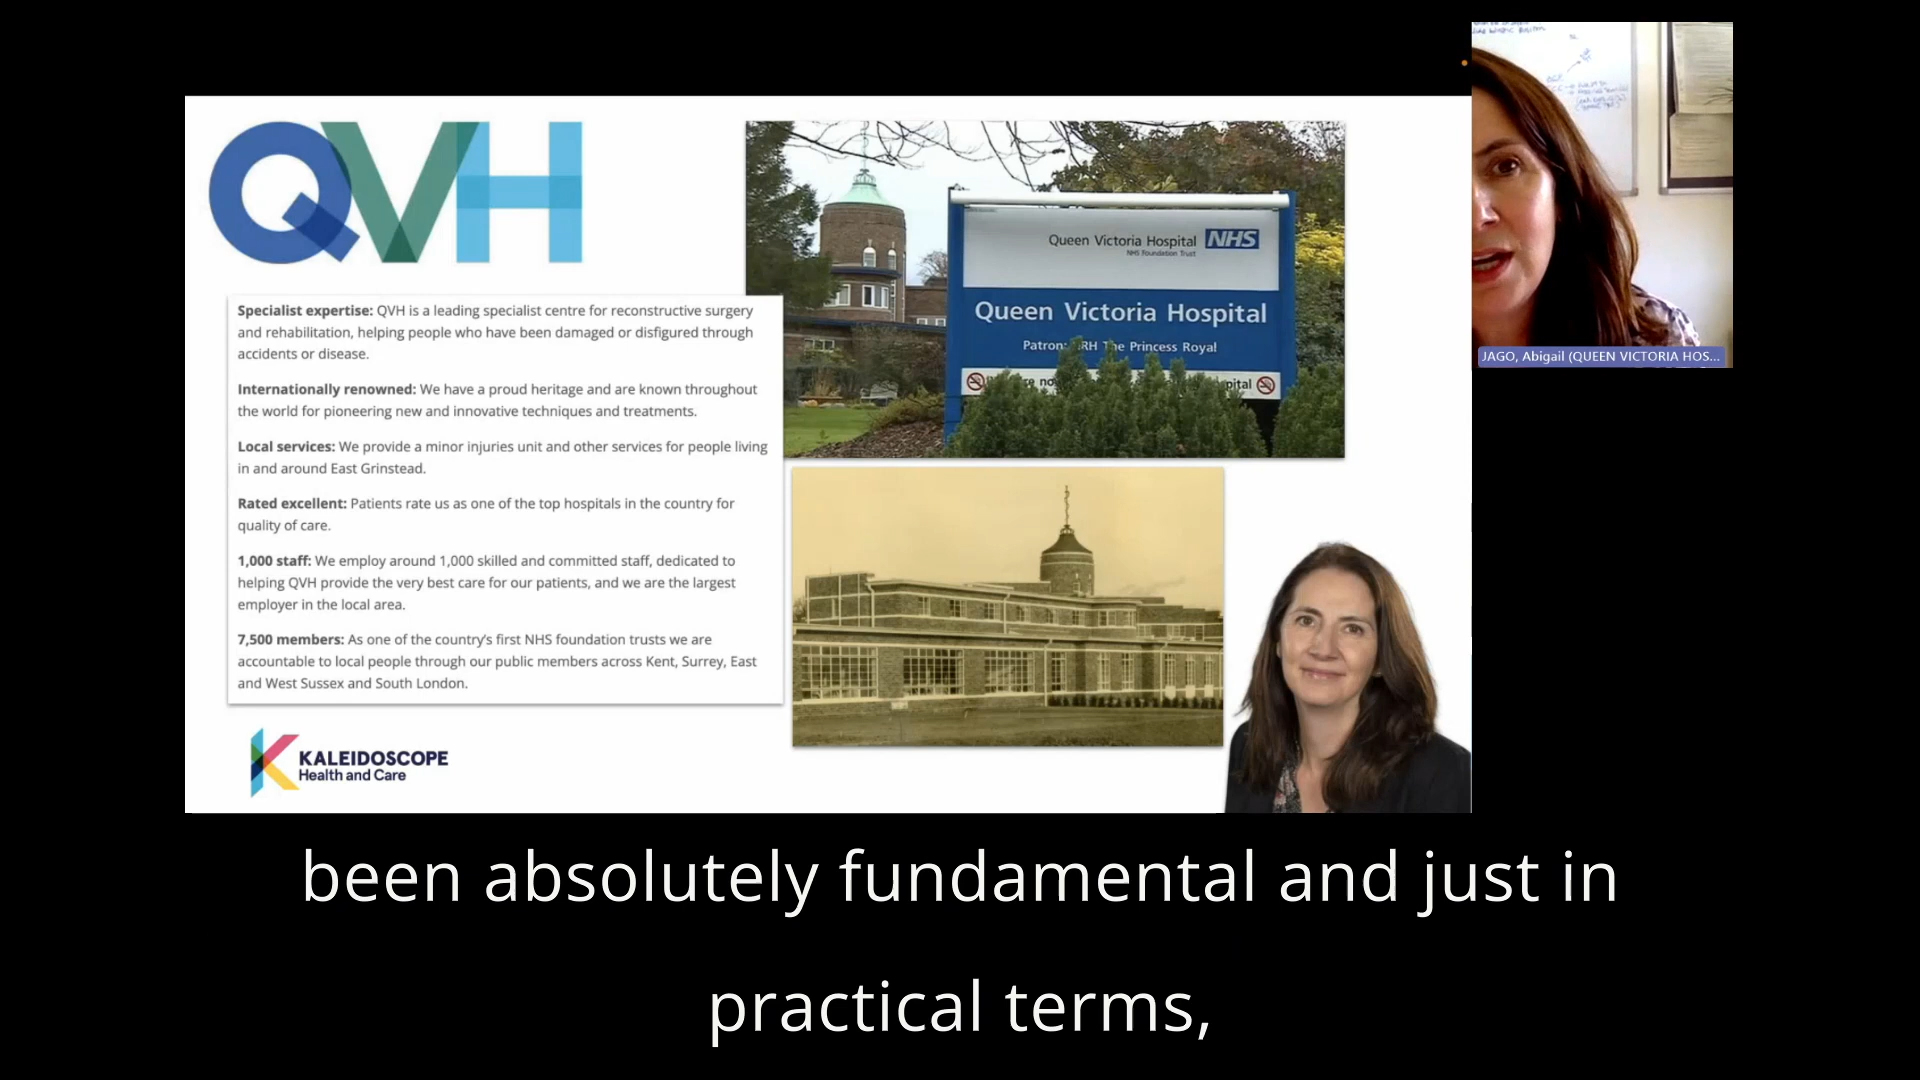 QVH
Queen Victoria Hospital NHS
NHS Foundation Trust
Queen Victoria Hospital
Patron: HRH The Princess Royal
JAGO, Abigail (QUEEN VICTORIA HOS...
Specialist expertise: QVH is a leading specialist centre for reconstructive surgery
and rehabilitation, helping people who have been damaged or disfigured through
accidents or disease.
Internationally renowned: We have a proud heritage and are known throughout
the world for pioneering new and innovative techniques and treatments.
Local services: We provide a minor injuries unit and other services for people living
in and around East Grinstead.
Rated excellent: Patients rate us as one of the top hospitals in the country for
quality of care.
1,000 staff: We employ around 1,000 skilled and committed staff, dedicated to
helping QVH provide the very best care for our patients, and we are the largest
employer in the local area.
7,500 members: As one of the country's first NHS foundation trusts we are
accountable to local people through our public members across Kent, Surrey, East
and West Sussex and South London.
KALEIDOSCOPE
Health and Care
been absolutely fundamental and just in
practical terms,